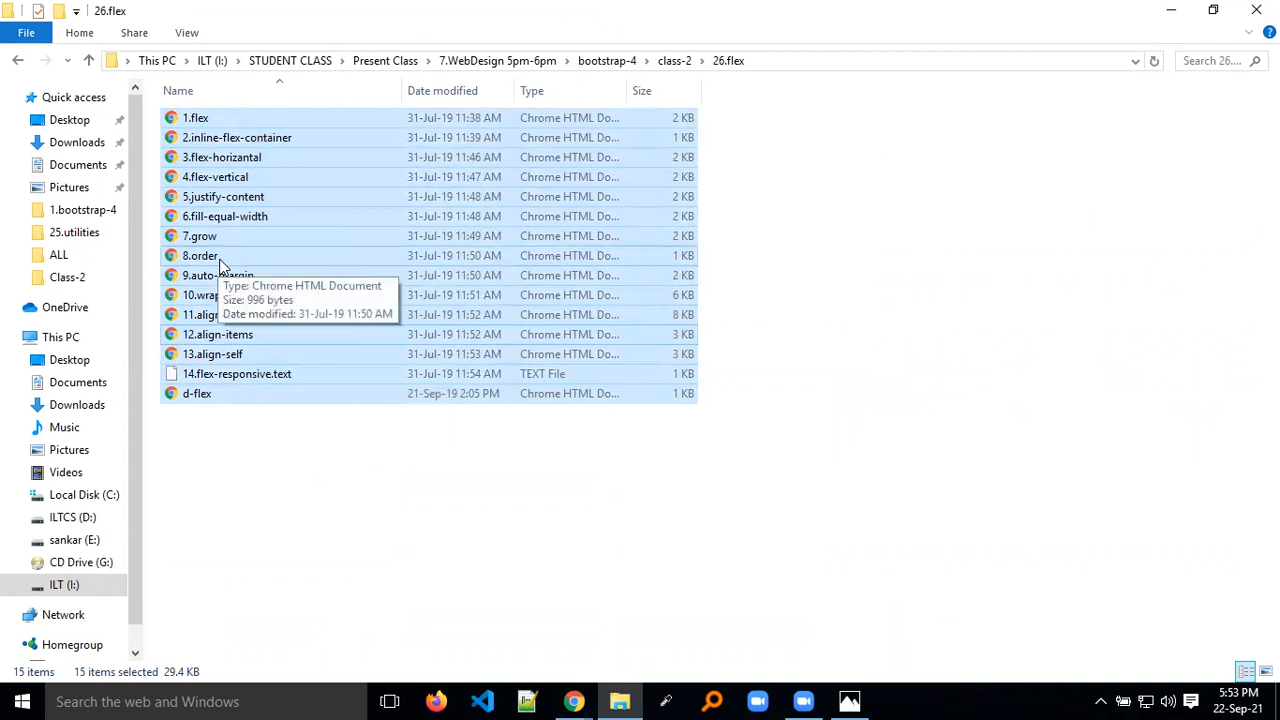 26.flex
File Home Share View
This PC ILT (I:) STUDENT CLASS Present Class 7.WebDesign 5pm-6pm bootstrap-4 class-2 26.flex Search 26....
Name Date modified Type Size
Quick access
Desktop
Downloads
Documents
Pictures
1.bootstrap-4
25.utilities
ALL
Class-2
OneDrive
This PC
Desktop
Documents
Downloads
Music
Pictures
Videos
Local Disk (C:)
ILTCS (D:)
sankar (E:)
CD Drive (G:)
ILT (I:)
Network
Homegroup
1.flex 31-Jul-19 11:38 AM Chrome HTML Do... 2 KB
2.inline-flex-container 31-Jul-19 11:39 AM Chrome HTML Do... 1 KB
3.flex-horizantal 31-Jul-19 11:46 AM Chrome HTML Do... 2 KB
4.flex-vertical 31-Jul-19 11:47 AM Chrome HTML Do... 2 KB
5.justify-content 31-Jul-19 11:48 AM Chrome HTML Do... 2 KB
6.fill-equal-width 31-Jul-19 11:48 AM Chrome HTML Do... 2 KB
7.grow 31-Jul-19 11:49 AM Chrome HTML Do... 2 KB
8.order 31-Jul-19 11:50 AM Chrome HTML Do... 1 KB
9.auto-margin 31-Jul-19 11:50 AM Chrome HTML Do... 2 KB
10.wrap 31-Jul-19 11:51 AM Chrome HTML Do... 6 KB
11.alig 31-Jul-19 11:52 AM Chrome HTML Do... 8 KB
12.align-items 31-Jul-19 11:52 AM Chrome HTML Do... 3 KB
13.align-self 31-Jul-19 11:53 AM Chrome HTML Do... 3 KB
14.flex-responsive.text 31-Jul-19 11:54 AM TEXT File 1 KB
d-flex 21-Sep-19 2:05 PM Chrome HTML Do... 1 KB
Type: Chrome HTML Document
Size: 996 bytes
Date modified: 31-Jul-19 11:50 AM
15 items 15 items selected 29.4 KB
Search the web and Windows
5:53 PM
22-Sep-21